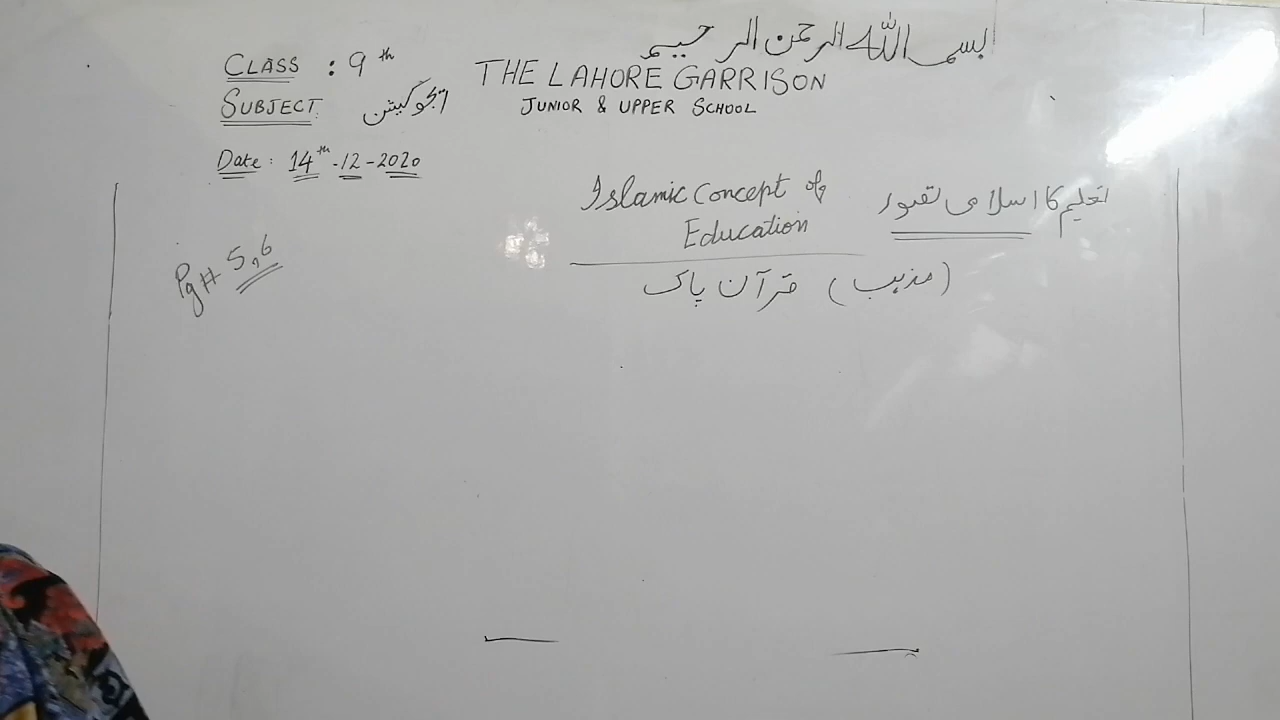 بسم اللہ الرحمن الرحیم
CLASS : 9th
THE LAHORE GARRISON
SUBJECT ایجوکیشن
JUNIOR & UPPER SCHOOL
Date: 14th-12-2020
Islamic Concept of
Education
تعلیم کا اسلامی تصور
Pg# 5,6
(مذہب) قرآن پاک